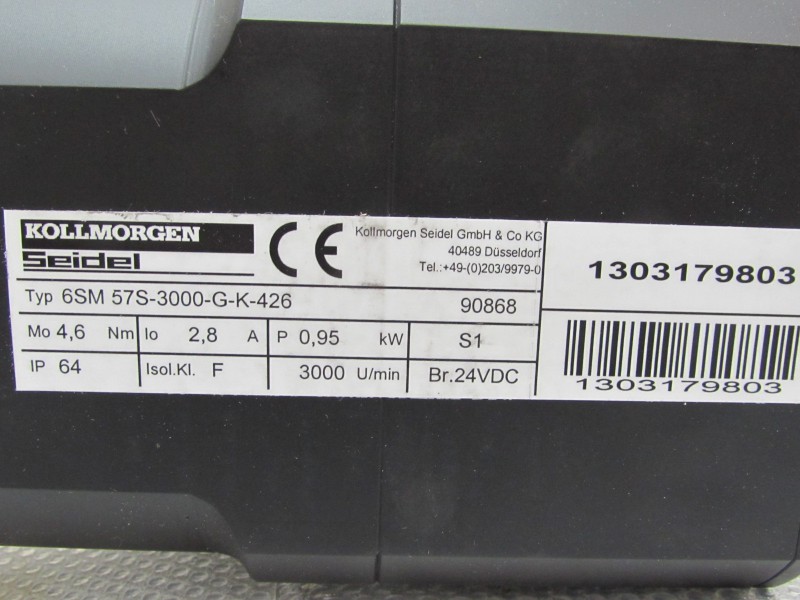 KOLLMORGEN
Seidel
CE
Kollmorgen Seidel GmbH & Co KG
40489 Düsseldorf
Tel.:+49-(0)203/9979-0
Typ 6SM 57S-3000-G-K-426 90868
Mo 4,6 Nm Io 2,8 A P 0,95 kW S1
IP 64 Isol.Kl. F 3000 U/min Br.24VDC
1303179803
1303179803